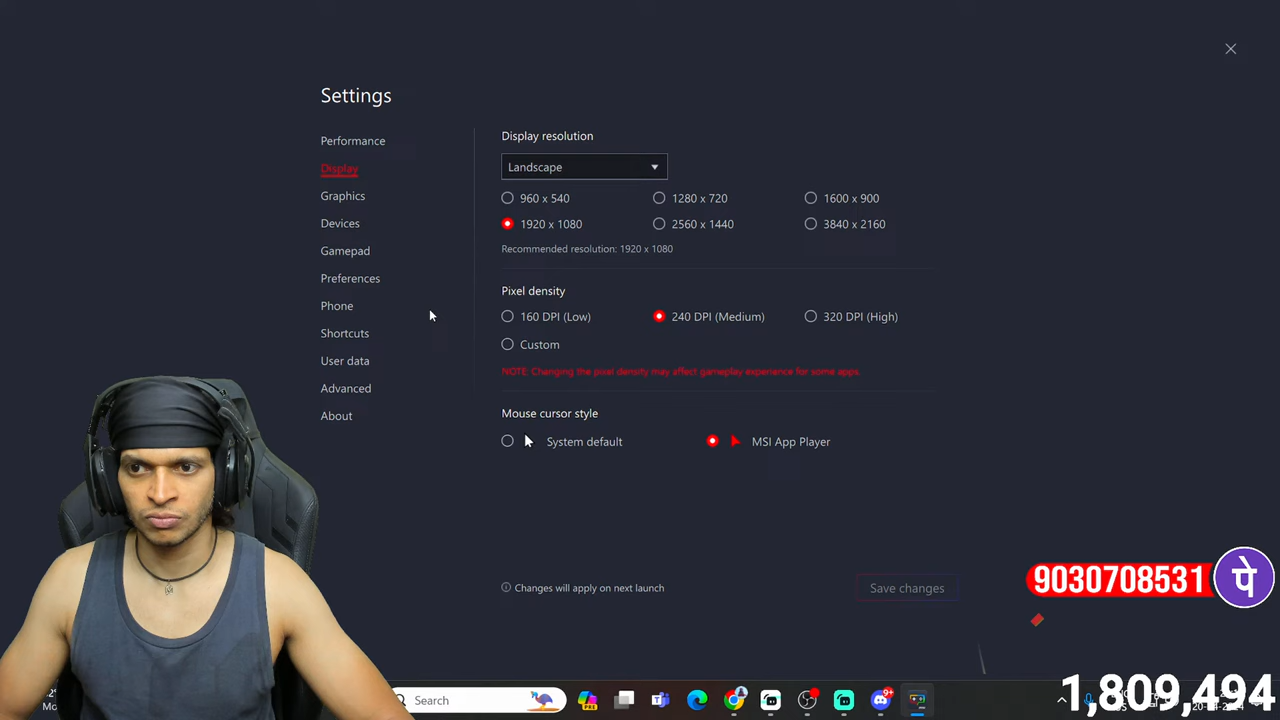 Settings
Performance
Display
Graphics
Devices
Gamepad
Preferences
Phone
Shortcuts
User data
Advanced
About
Display resolution
Landscape
960 x 540 1280 x 720 1600 x 900
1920 x 1080 2560 x 1440 3840 x 2160
Recommended resolution: 1920 x 1080
Pixel density
160 DPI (Low) 240 DPI (Medium) 320 DPI (High)
Custom
NOTE: Changing the pixel density may affect gameplay experience for some apps.
Mouse cursor style
System default MSI App Player
Changes will apply on next launch Save changes
9030708531 पे
1,809,494
Search
PRE
9+